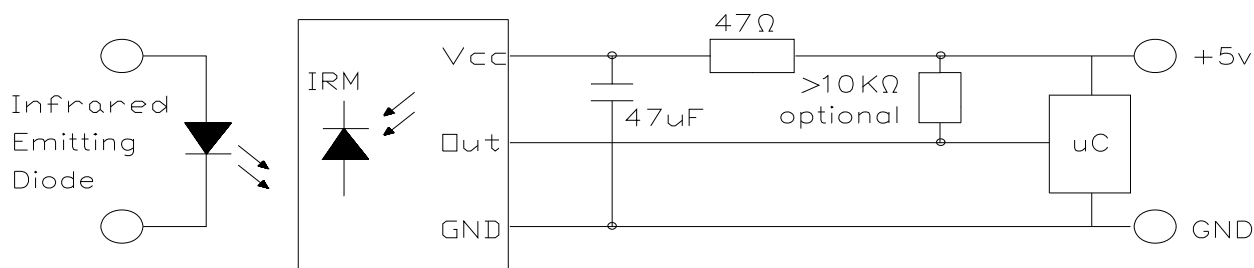 Infrared
Emitting
Diode
IRM
Vcc
Out
GND
47uF
47Ω
>10KΩ
optional
uC
+5v
GND